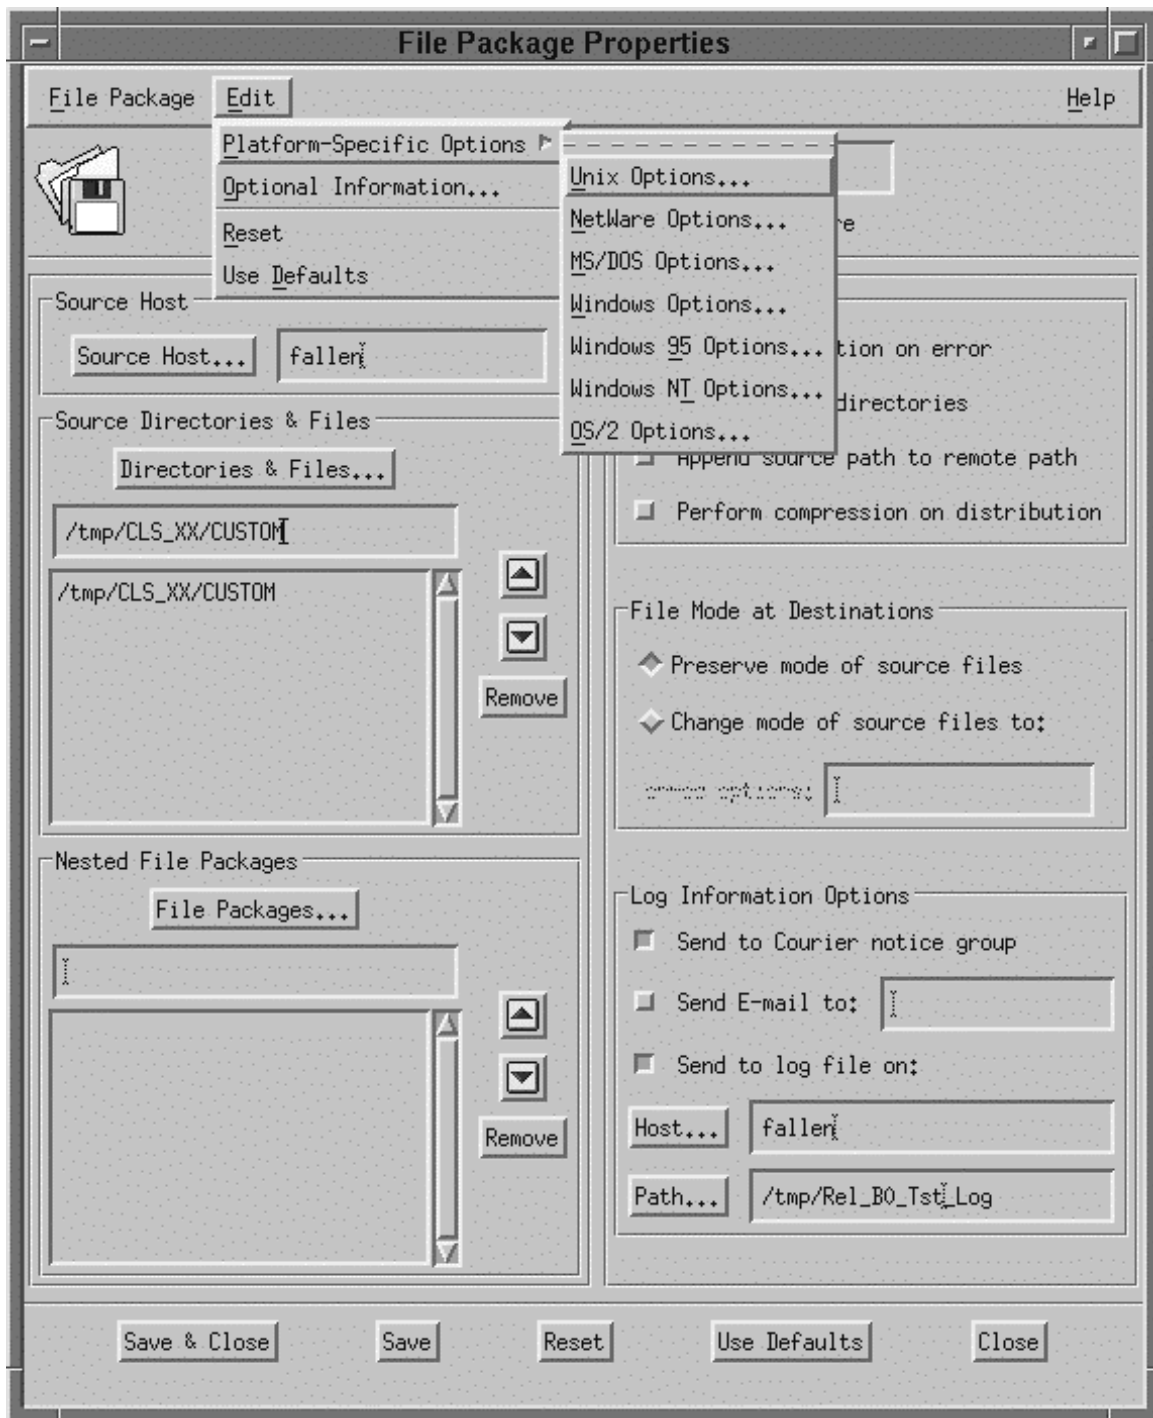 File Package Properties
File Package Edit Help
Platform-Specific Options
Optional Information...
Reset
Use Defaults
Unix Options...
NetWare Options...
MS/DOS Options...
Windows Options...
Windows 95 Options...
Windows NT Options...
OS/2 Options...
Source Host
Source Host... fallen
tion on error
directories
Append source path to remote path
Perform compression on distribution
Source Directories & Files
Directories & Files...
/tmp/CLS_XX/CUSTOM
/tmp/CLS_XX/CUSTOM
Remove
File Mode at Destinations
Preserve mode of source files
Change mode of source files to:
options:
Nested File Packages
File Packages...
Remove
Log Information Options
Send to Courier notice group
Send E-mail to:
Send to log file on:
Host... fallen
Path... /tmp/Rel_B0_Tst_Log
Save & Close Save Reset Use Defaults Close